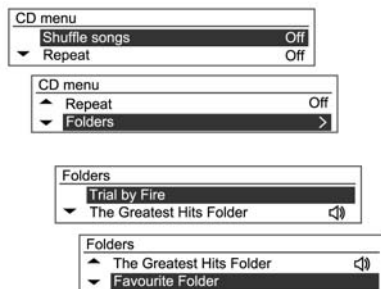 CD menu
Shuffle songs Off
Repeat Off
CD menu
Repeat Off
Folders >
Folders
Trial by Fire
The Greatest Hits Folder
Folders
The Greatest Hits Folder
Favourite Folder